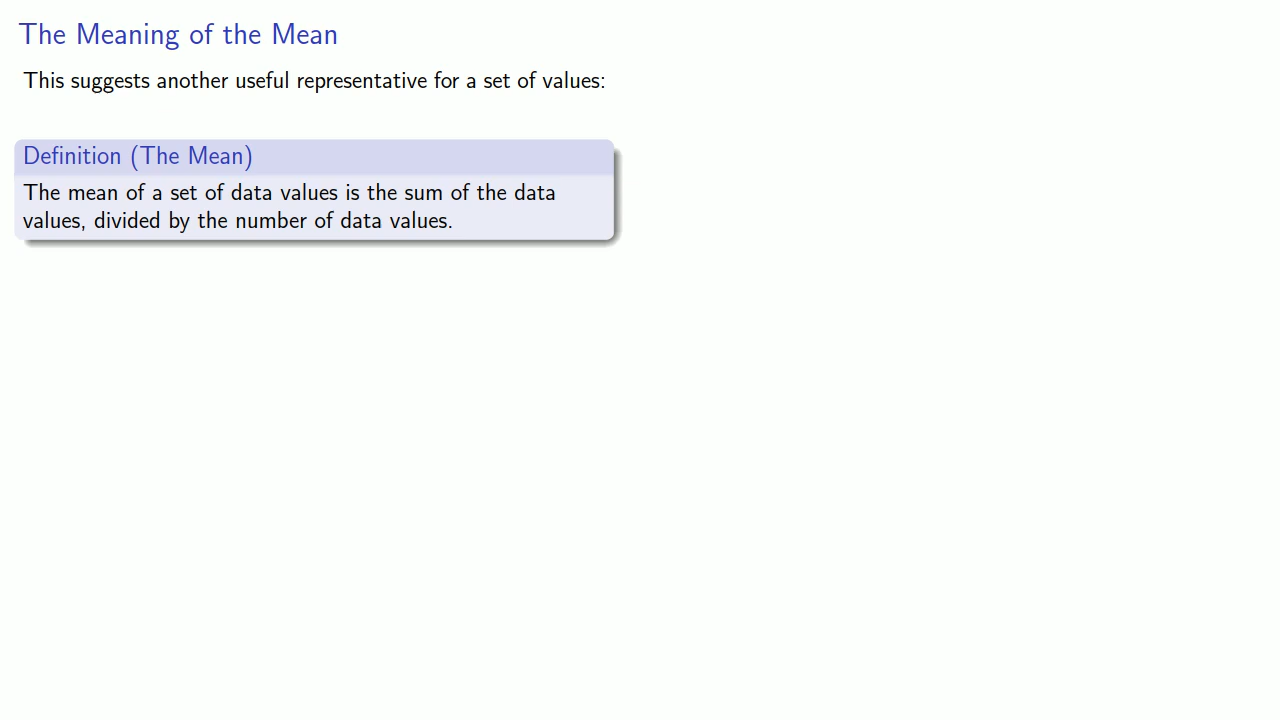 The Meaning of the Mean
This suggests another useful representative for a set of values:
Definition (The Mean)
The mean of a set of data values is the sum of the data
values, divided by the number of data values.